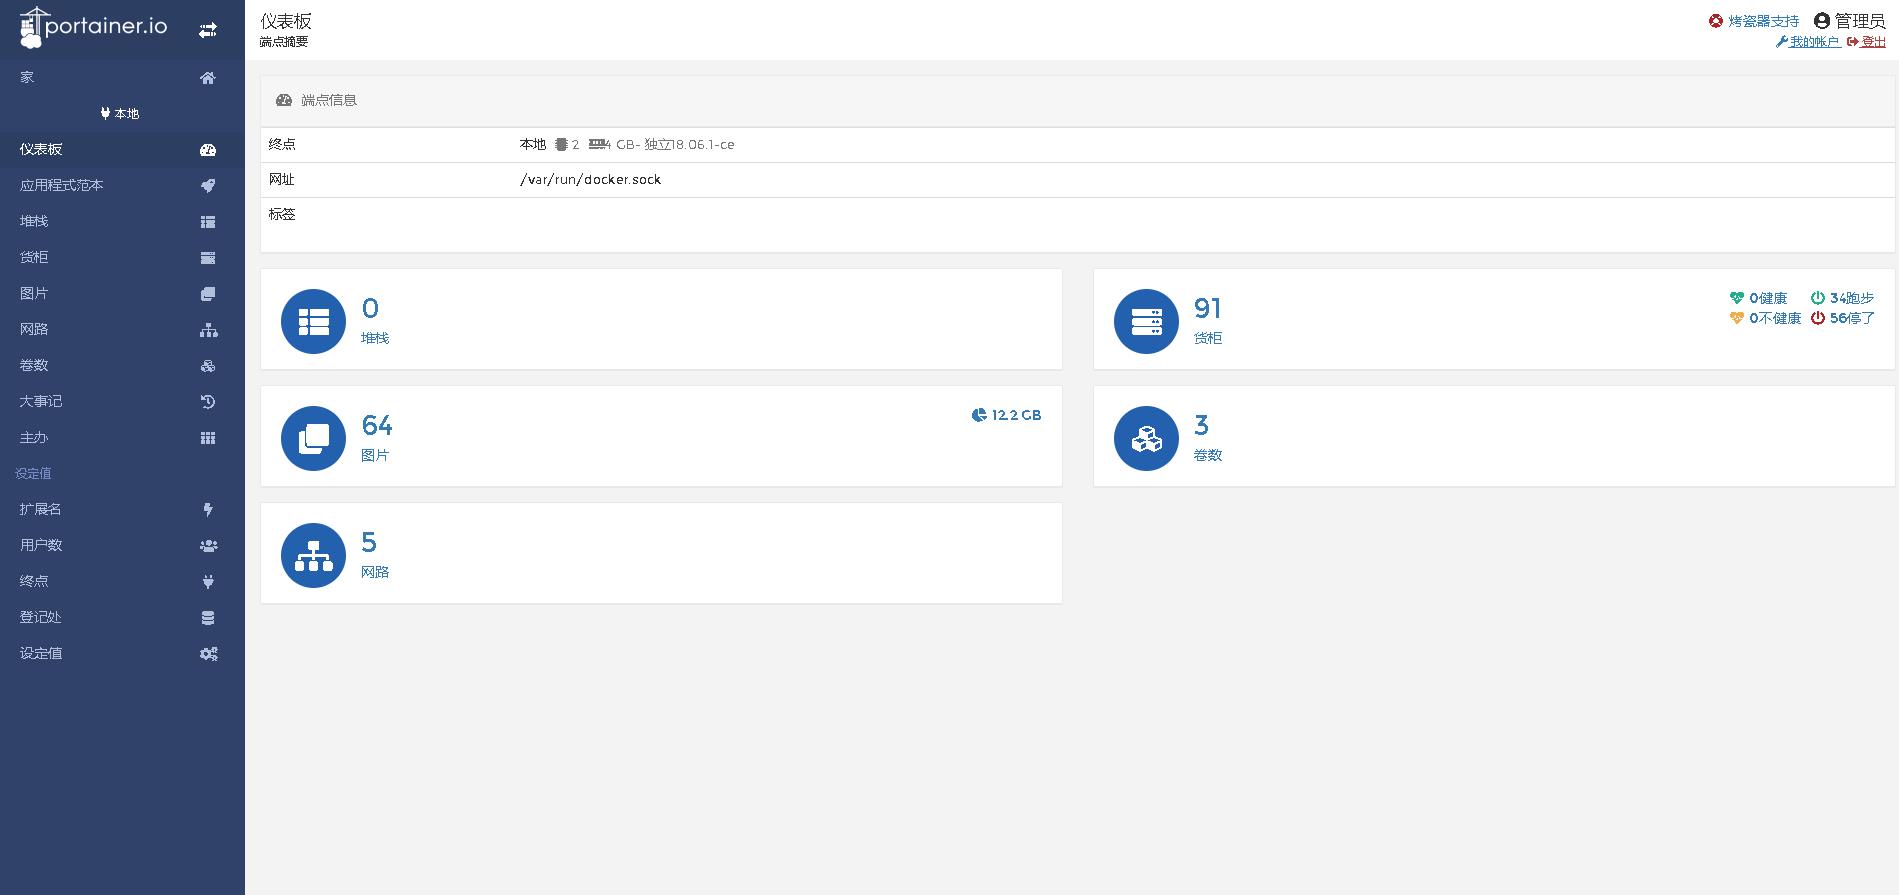 portainer.io
家
本地
仪表板
应用程式范本
堆栈
货柜
图片
网路
卷数
大事记
主办
设定值
扩展名
用户数
终点
登记处
设定值
仪表板
端点摘要
烤瓷器支持 管理员
我的帐户 登出
端点信息
终点 本地 2 4 GB- 独立18.06.1-ce
网址 /var/run/docker.sock
标签
0
堆栈
91
货柜
0健康 34跑步
0不健康 56停了
64
图片
12.2 GB
3
卷数
5
网路